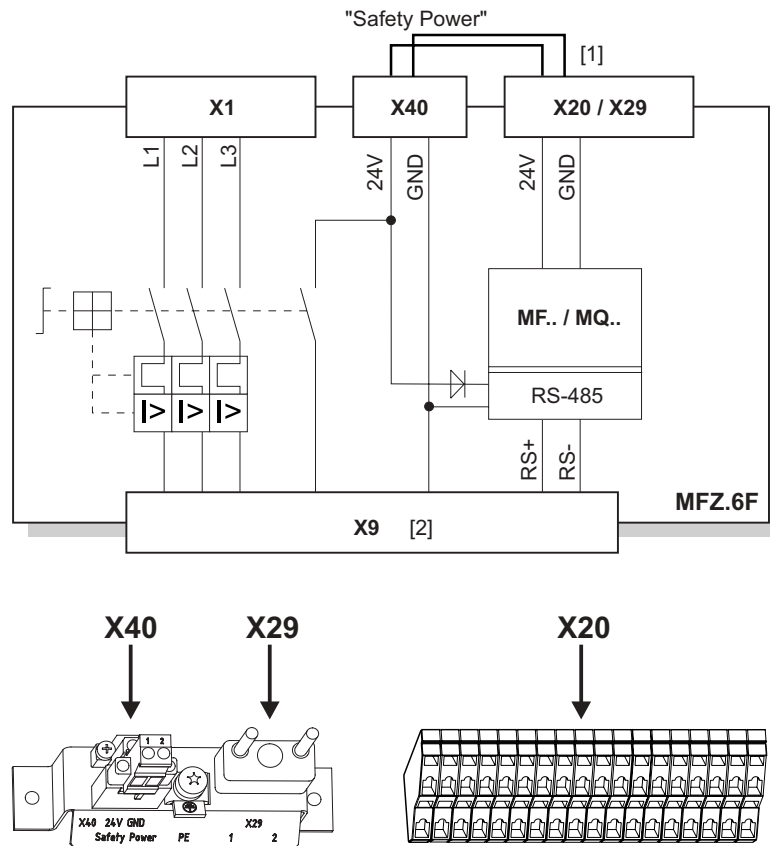 "Safety Power"
[1]
X1
X40
X20 / X29
L1
L2
L3
24V
GND
24V
GND
MF.. / MQ..
RS-485
I> I> I>
RS+
RS-
MFZ.6F
X9 [2]
X40
X29
X20
1 2
X40 24V GND
X29
Safety Power PE 1 2